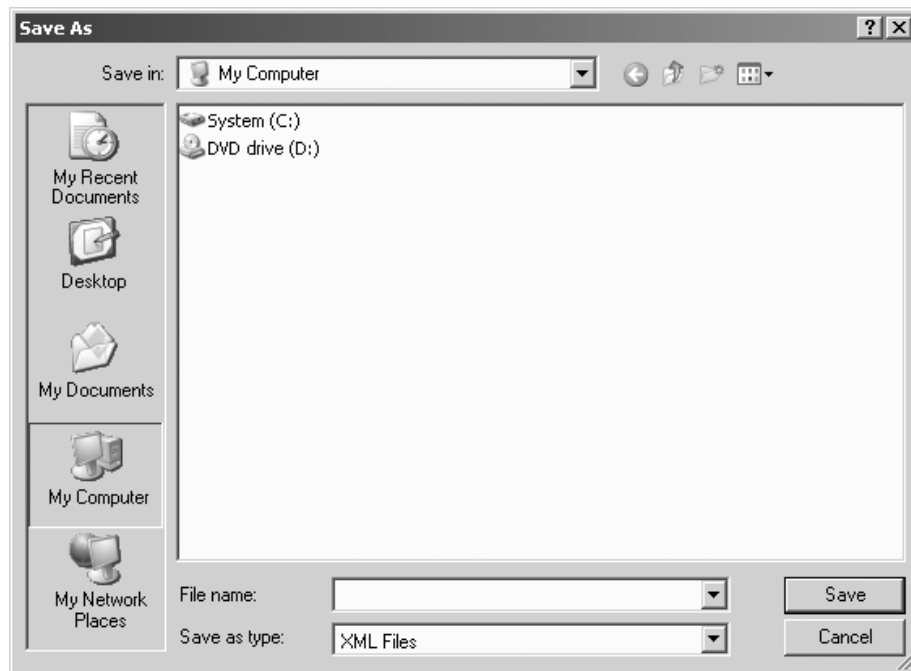 Save As
Save in:
My Computer
System (C:)
DVD drive (D:)
My Recent
Documents
Desktop
My Documents
My Computer
My Network
Places
File name:
Save
Save as type:
XML Files
Cancel